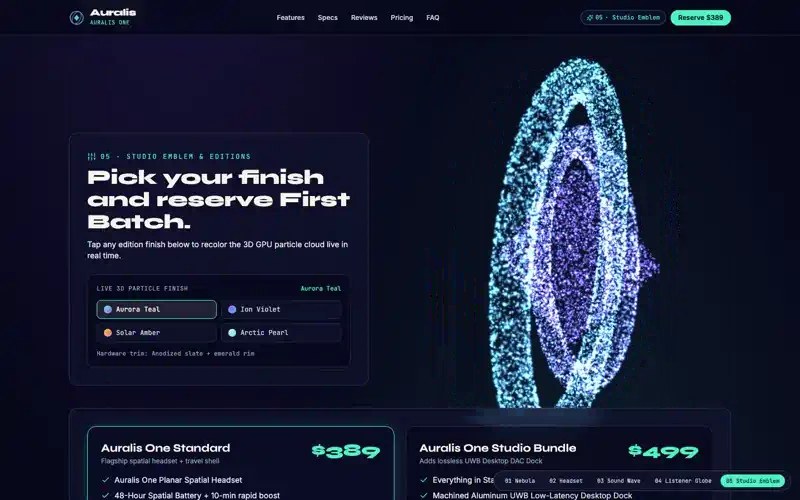 Auralis
AURALIS ONE
Features
Specs
Reviews
Pricing
FAQ
05 · Studio Emblem
Reserve $389
05 · STUDIO EMBLEM & EDITIONS
Pick your finish
and reserve First
Batch.
Tap any edition finish below to recolor the 3D GPU particle cloud live in
real time.
LIVE 3D PARTICLE FINISH
Aurora Teal
Aurora Teal
Ion Violet
Solar Amber
Arctic Pearl
Hardware trim: Anodized slate + emerald rim
Auralis One Standard
$389
Flagship spatial headset + travel shell
Auralis One Planar Spatial Headset
48-Hour Spatial Battery + 10-min rapid boost
Auralis One Studio Bundle
$499
Adds lossless UWB Desktop DAC Dock
Everything in Sta
Machined Aluminum UWB Low-Latency Desktop Dock
01 Nebula
02 Headset
03 Sound Wave
04 Listener Globe
05 Studio Emblem